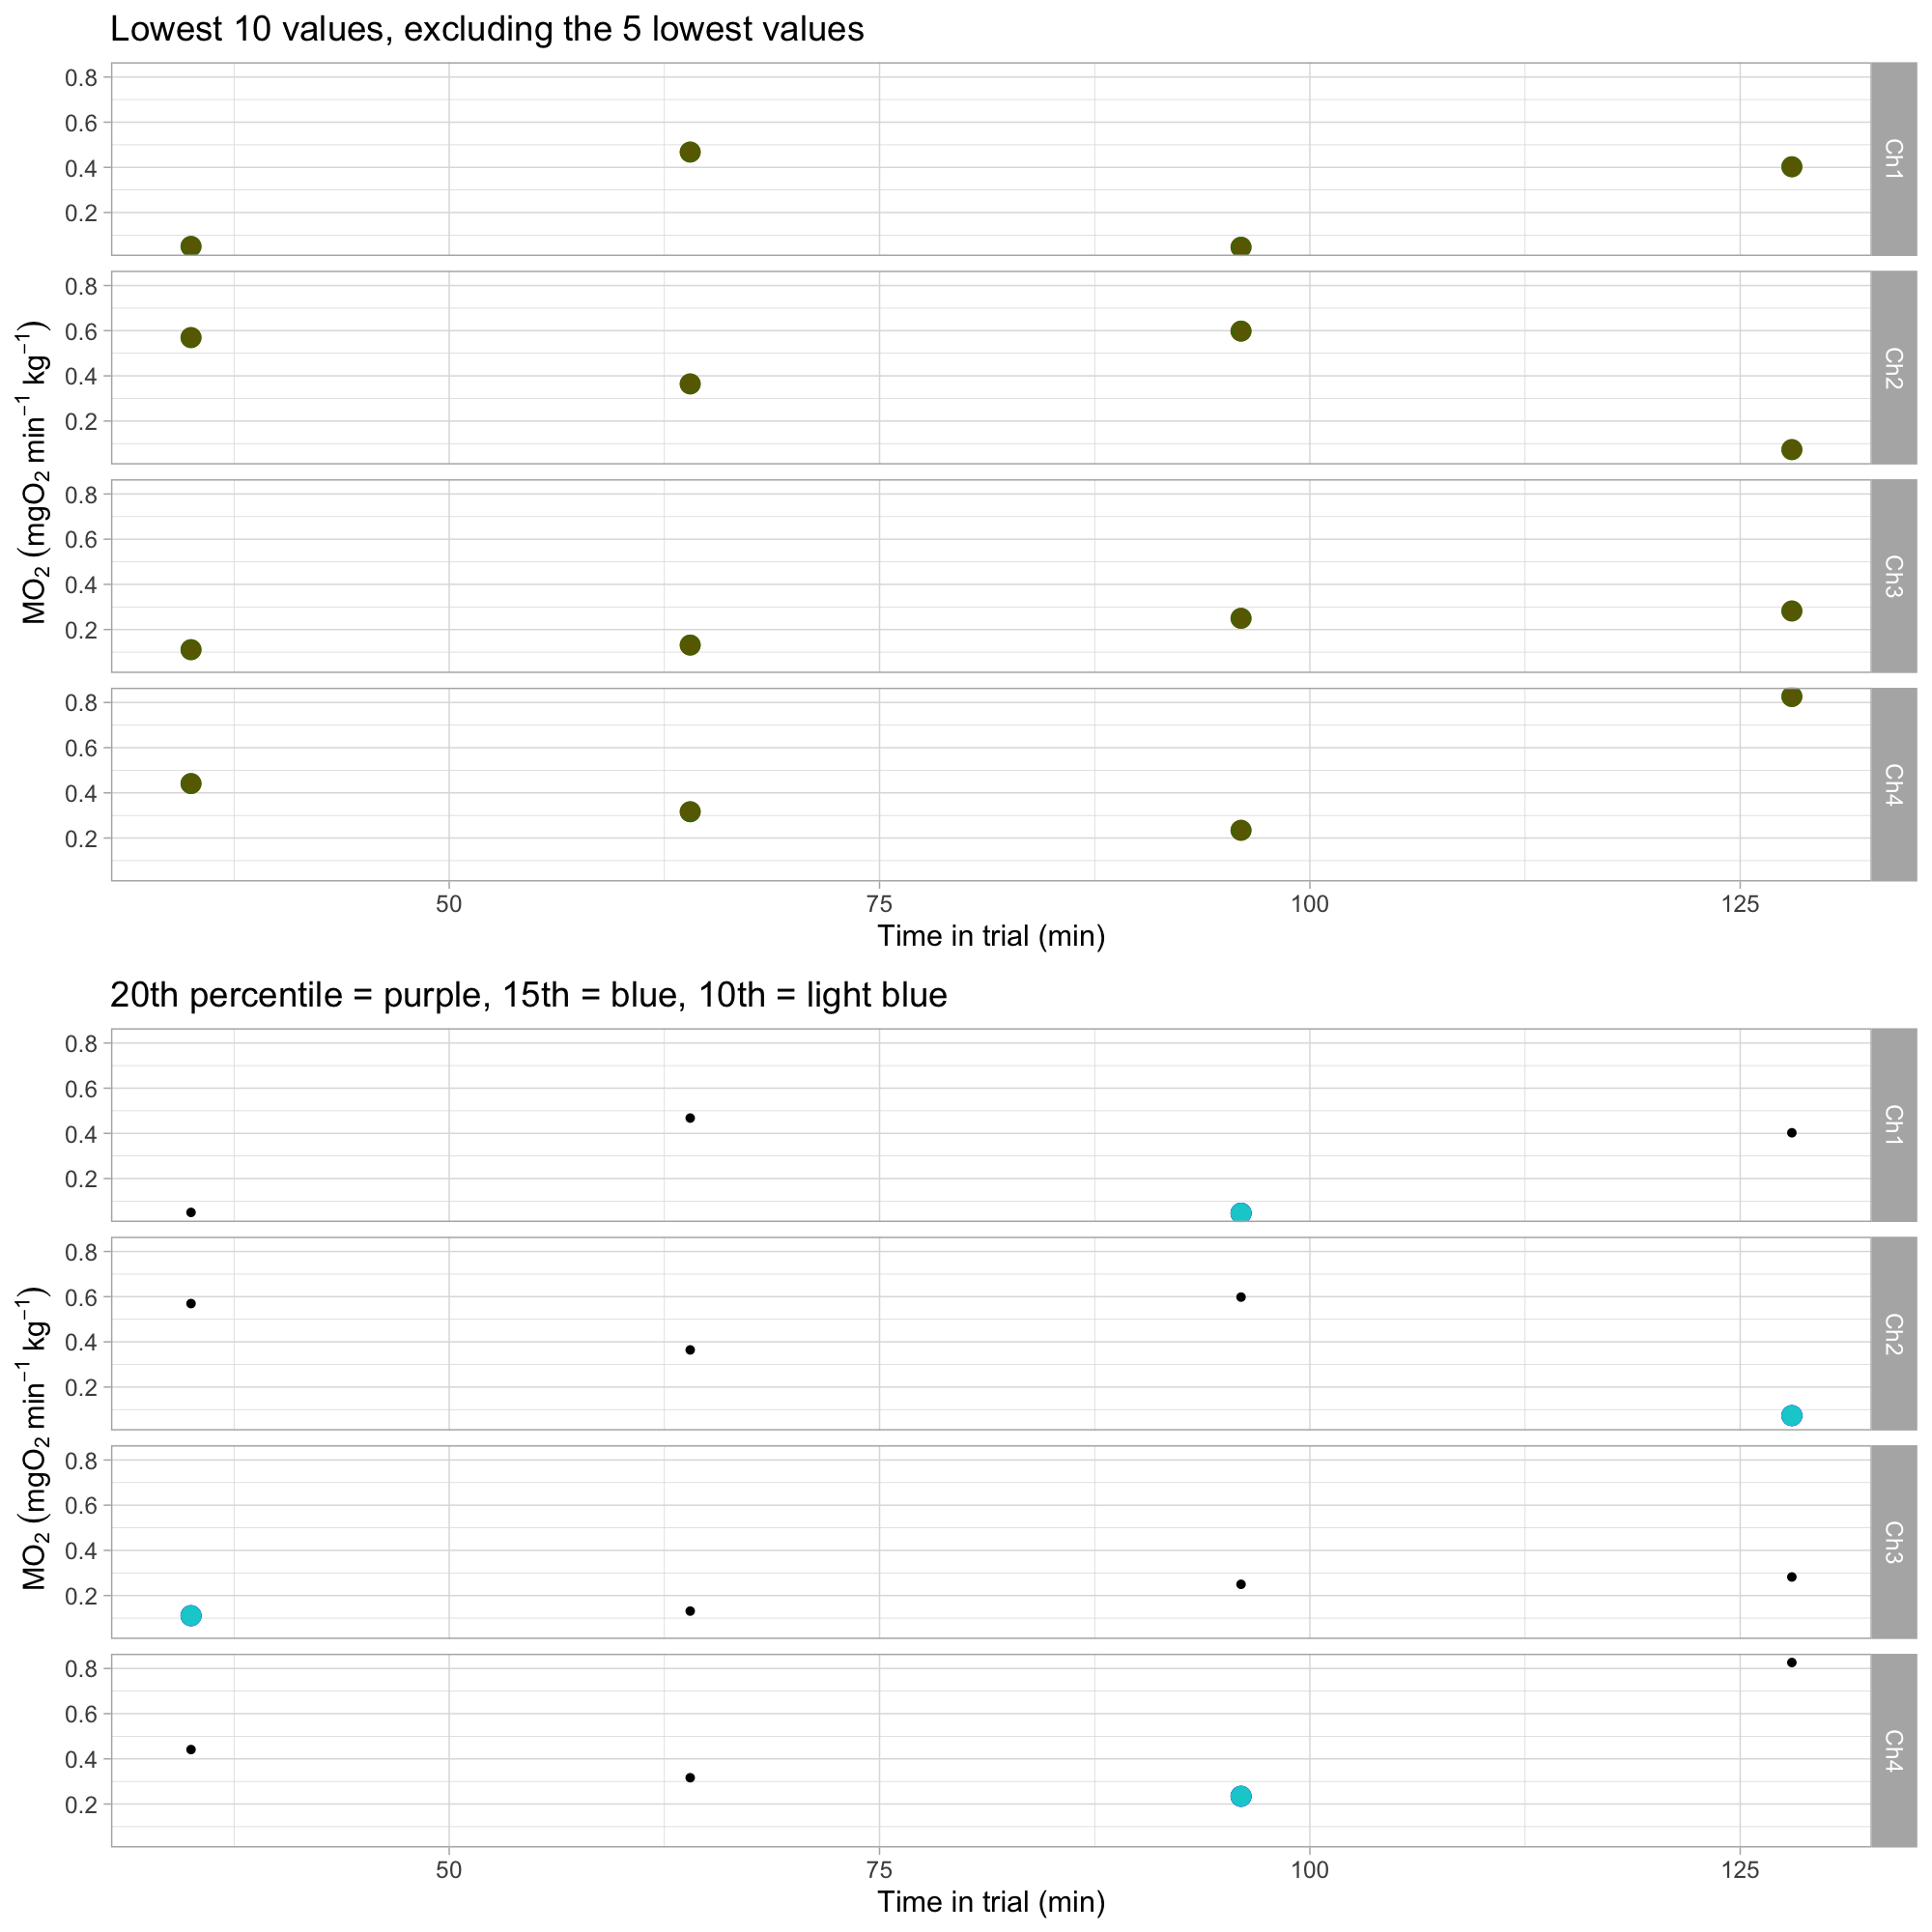 Lowest 10 values, excluding the 5 lowest values
0.8
0.6
0.4
0.2
Ch1
0.8
0.6
0.4
0.2
Ch2
0.8
0.6
0.4
0.2
Ch3
0.8
0.6
0.4
0.2
Ch4
MO₂ (mgO₂ min⁻¹ kg⁻¹)
50 75 100 125
Time in trial (min)
20th percentile = purple, 15th = blue, 10th = light blue
0.8
0.6
0.4
0.2
Ch1
0.8
0.6
0.4
0.2
Ch2
0.8
0.6
0.4
0.2
Ch3
0.8
0.6
0.4
0.2
Ch4
MO₂ (mgO₂ min⁻¹ kg⁻¹)
50 75 100 125
Time in trial (min)